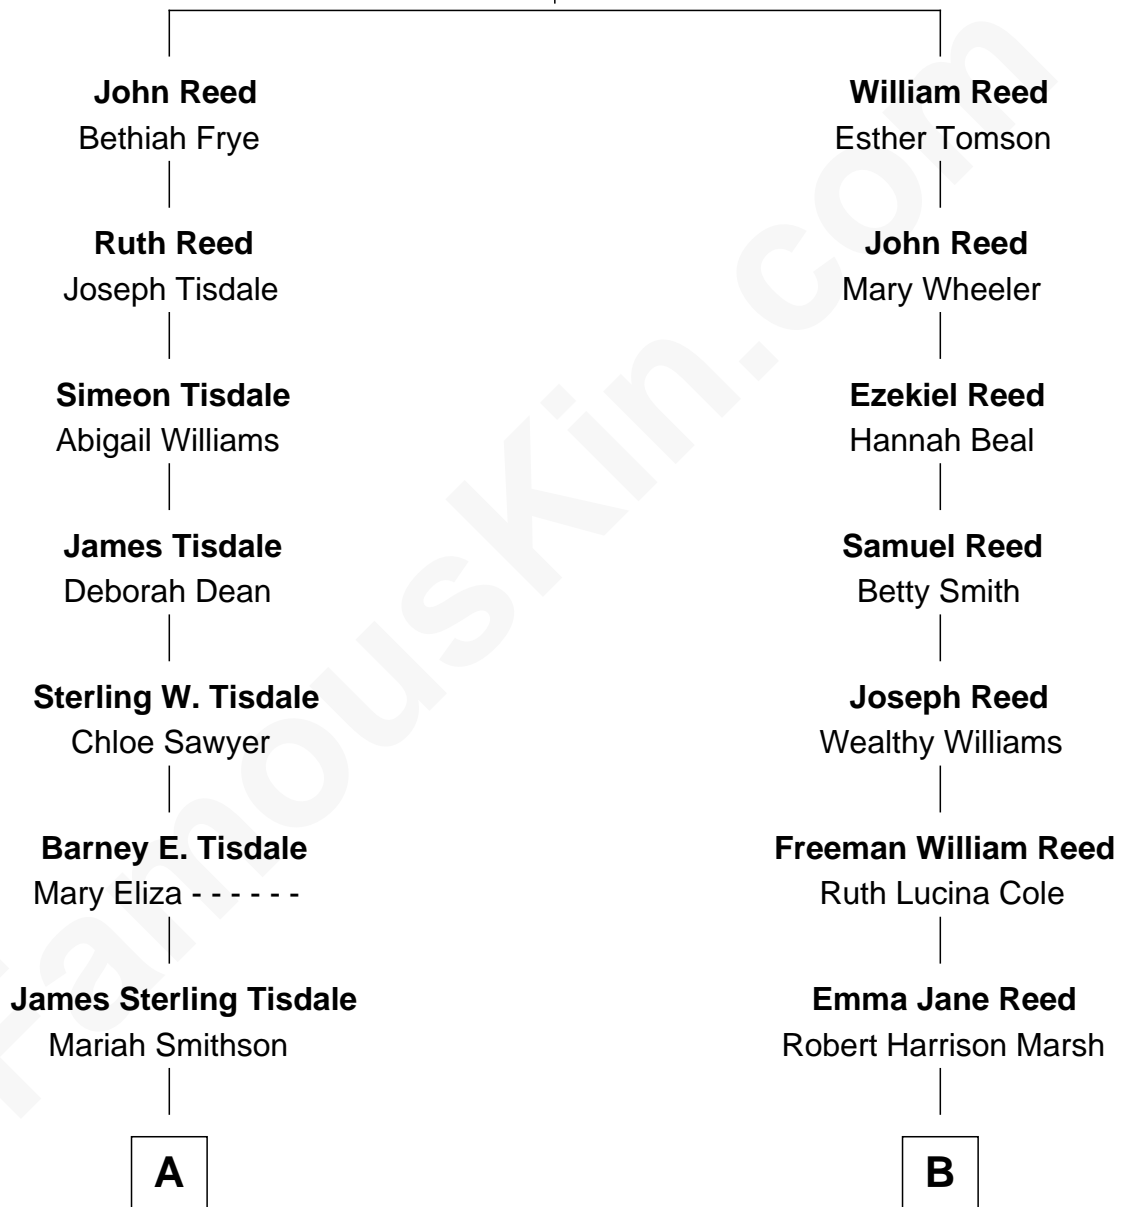 John Reed
Bethiah Frye
Ruth Reed
Joseph Tisdale
Simeon Tisdale
Abigail Williams
James Tisdale
Deborah Dean
Sterling W. Tisdale
Chloe Sawyer
Barney E. Tisdale
Mary Eliza - - - - - -
James Sterling Tisdale
Mariah Smithson
A
William Reed
Esther Tomson
John Reed
Mary Wheeler
Ezekiel Reed
Hannah Beal
Samuel Reed
Betty Smith
Joseph Reed
Wealthy Williams
Freeman William Reed
Ruth Lucina Cole
Emma Jane Reed
Robert Harrison Marsh
B
FamousKin.com